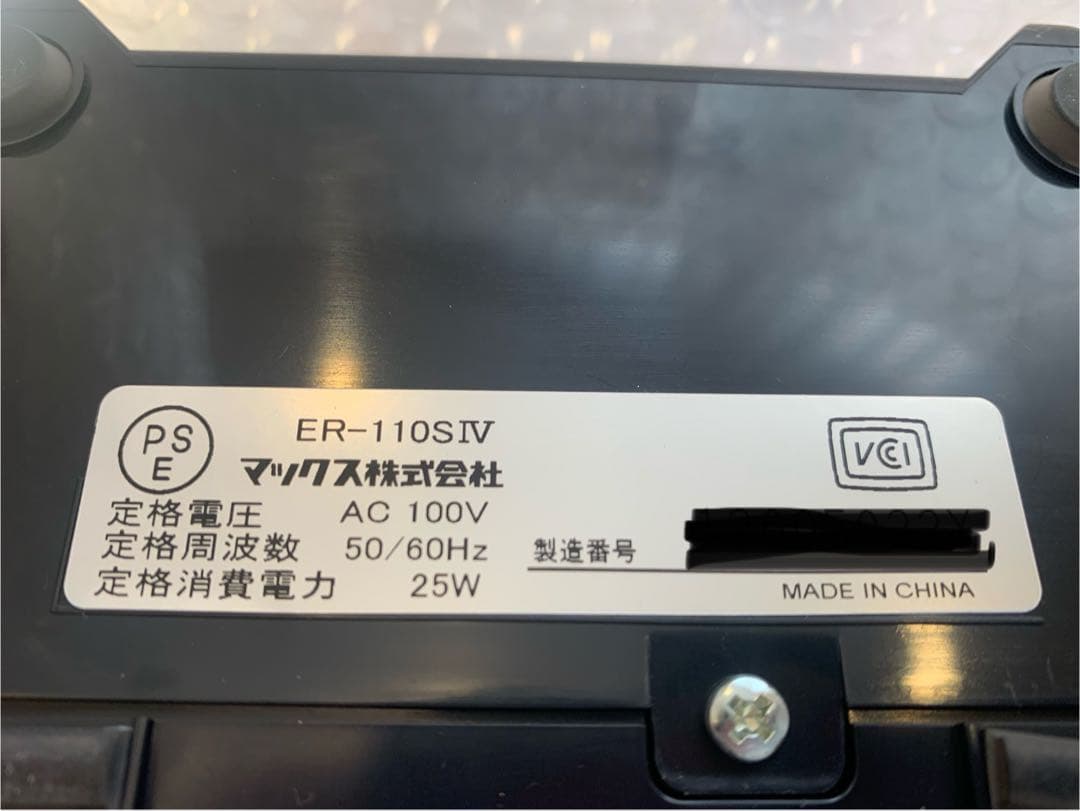 PS
E
ER-110SⅣ
マックス株式会社
定格電圧 AC 100V
定格周波数 50/60Hz
定格消費電力 25W
VCCI
製造番号
MADE IN CHINA